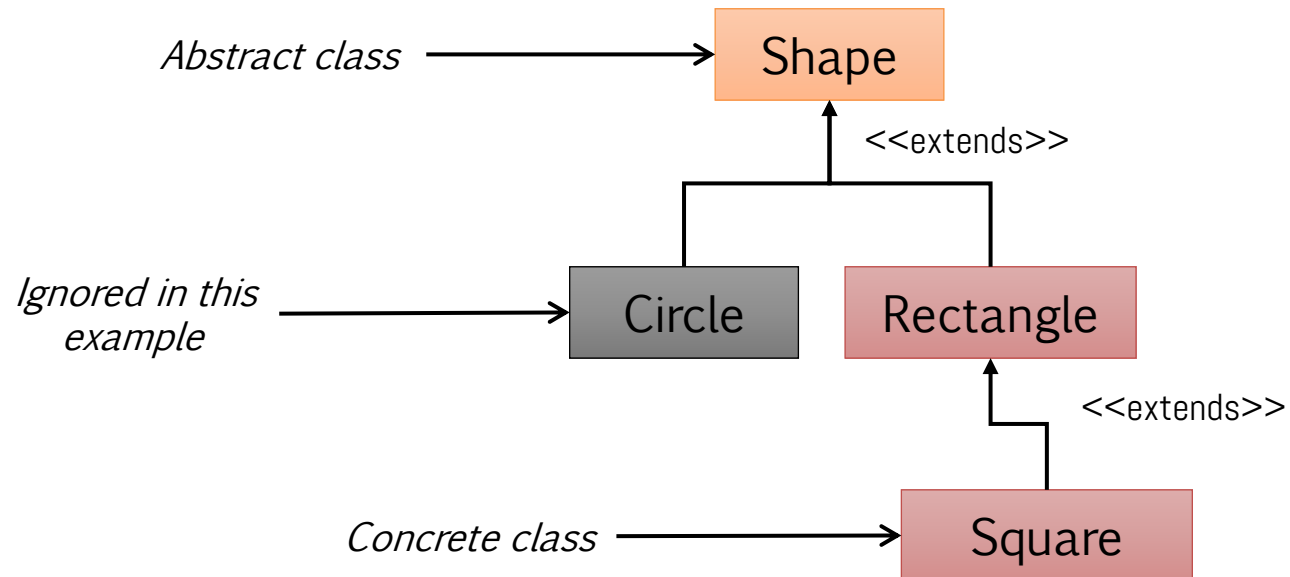 Abstract class
Shape
<<extends>>
Ignored in this
example
Circle
Rectangle
<<extends>>
Concrete class
Square